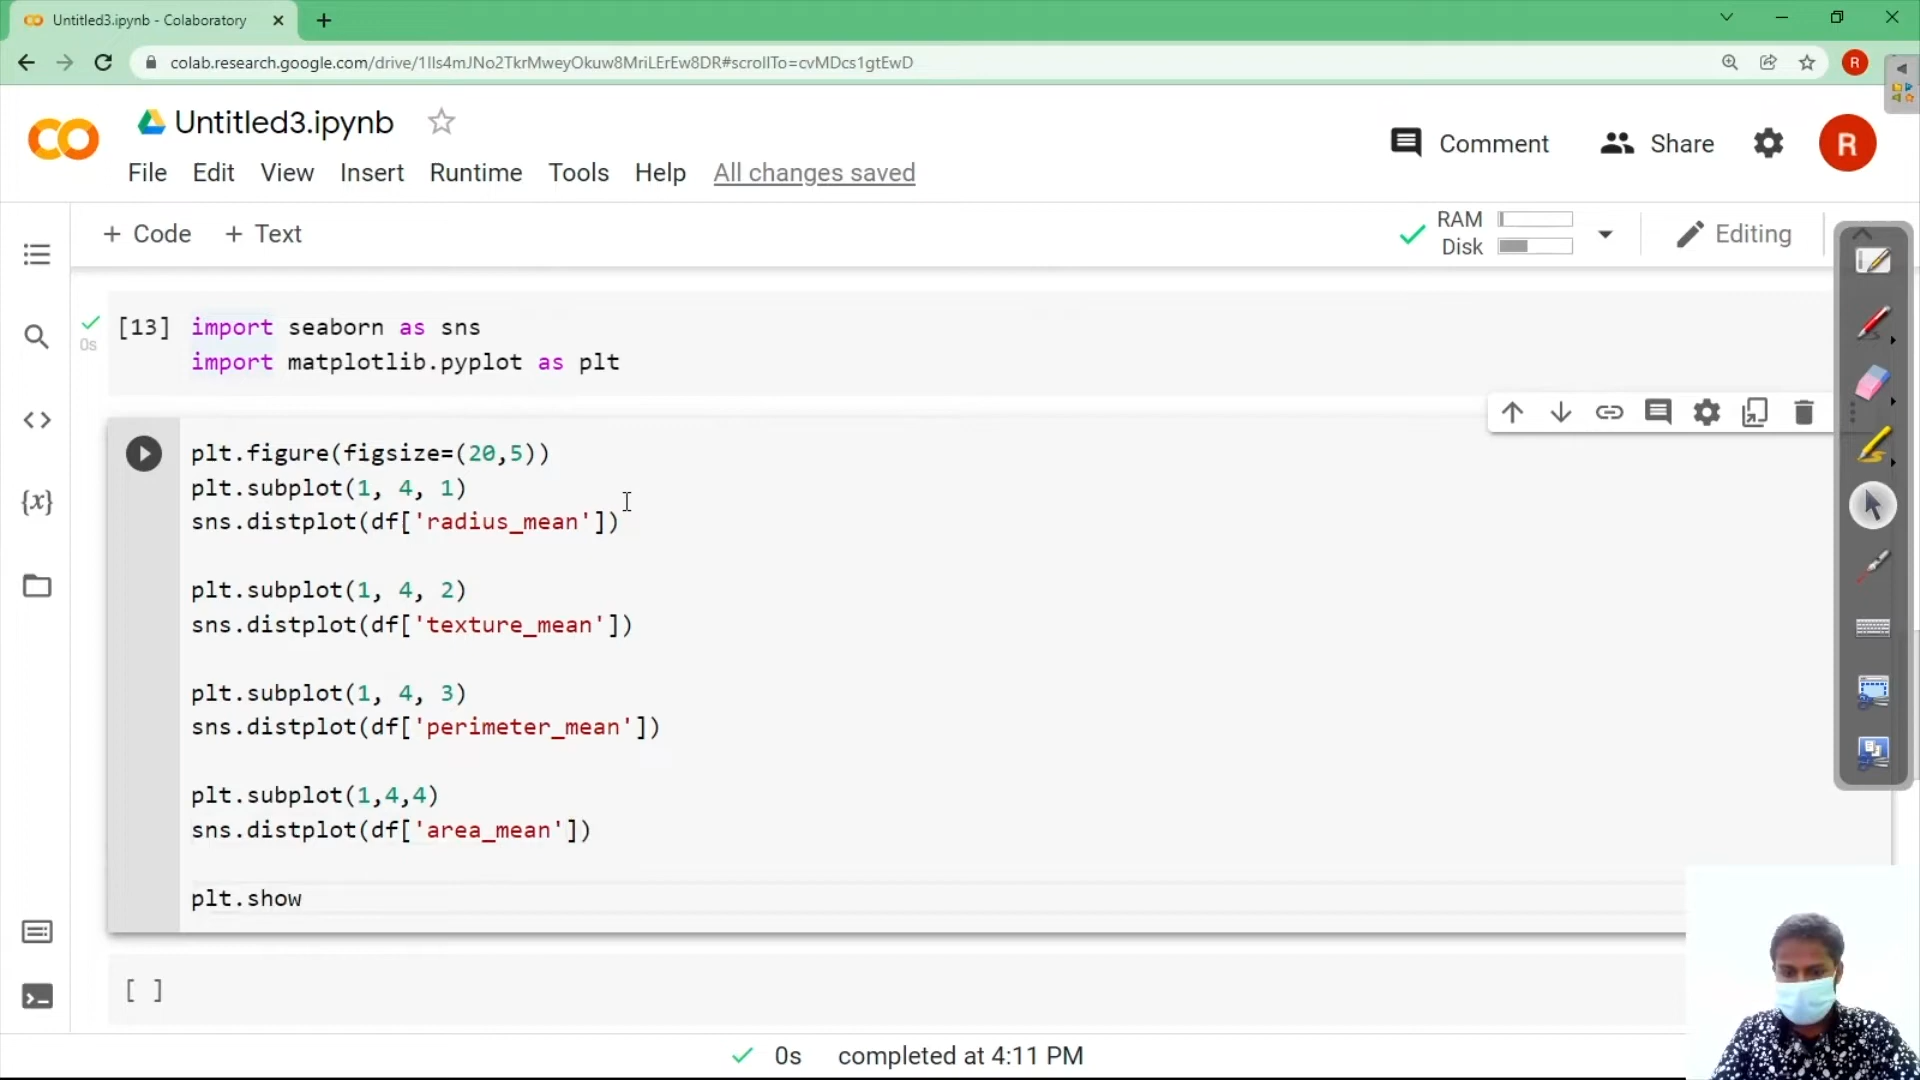 Untitled3.ipynb - Colaboratory
colab.research.google.com/drive/1Ils4mJNo2TkrMweyOkuw8MriLErEw8DR#scrollTo=cvMDcs1gtEwD
R
Untitled3.ipynb
Comment
Share
R
File Edit View Insert Runtime Tools Help All changes saved
+ Code + Text
RAM
Disk
Editing
[13] import seaborn as sns
0s
import matplotlib.pyplot as plt
plt.figure(figsize=(20,5))
plt.subplot(1, 4, 1)
sns.distplot(df['radius_mean'])
plt.subplot(1, 4, 2)
sns.distplot(df['texture_mean'])
plt.subplot(1, 4, 3)
sns.distplot(df['perimeter_mean'])
plt.subplot(1,4,4)
sns.distplot(df['area_mean'])
plt.show
[ ]
0s completed at 4:11 PM